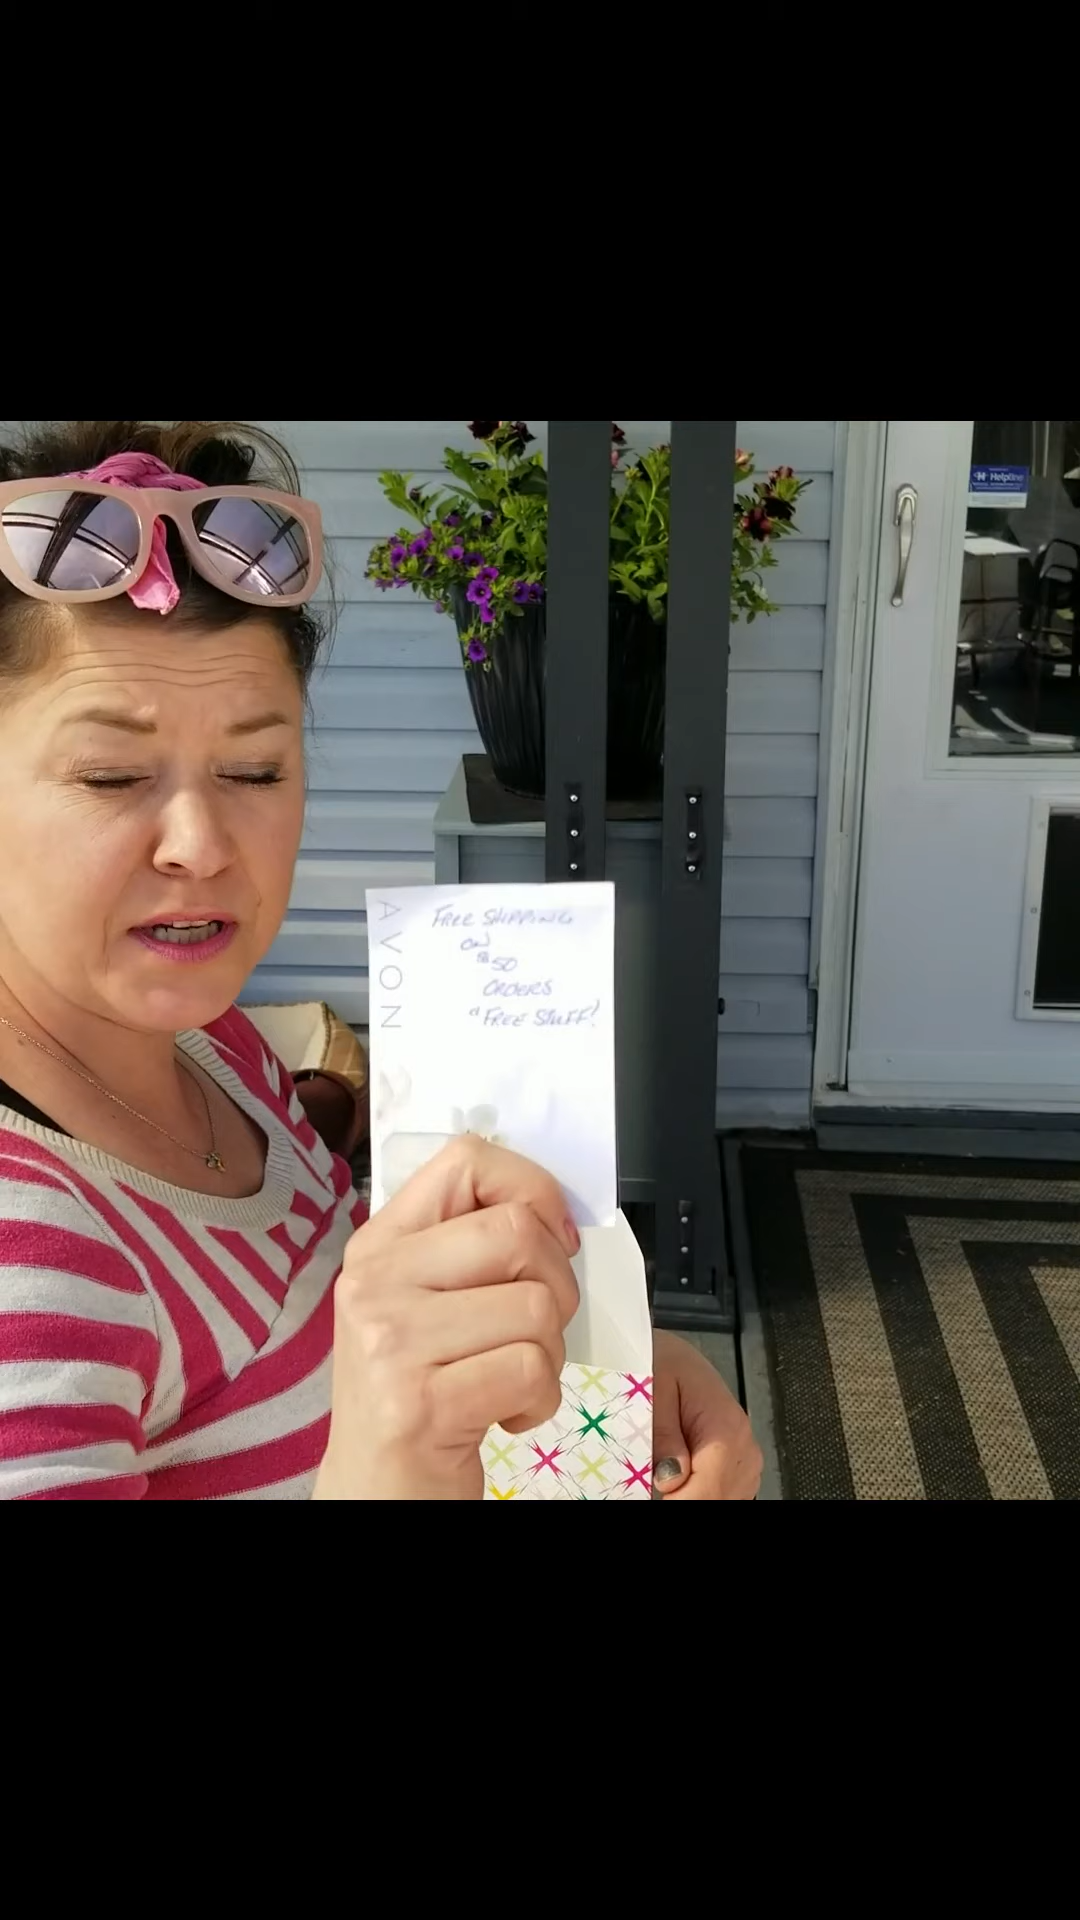 AVON
FREE SHIPPING
ON
$50
ORDERS
"FREE STUFF!
Helpline